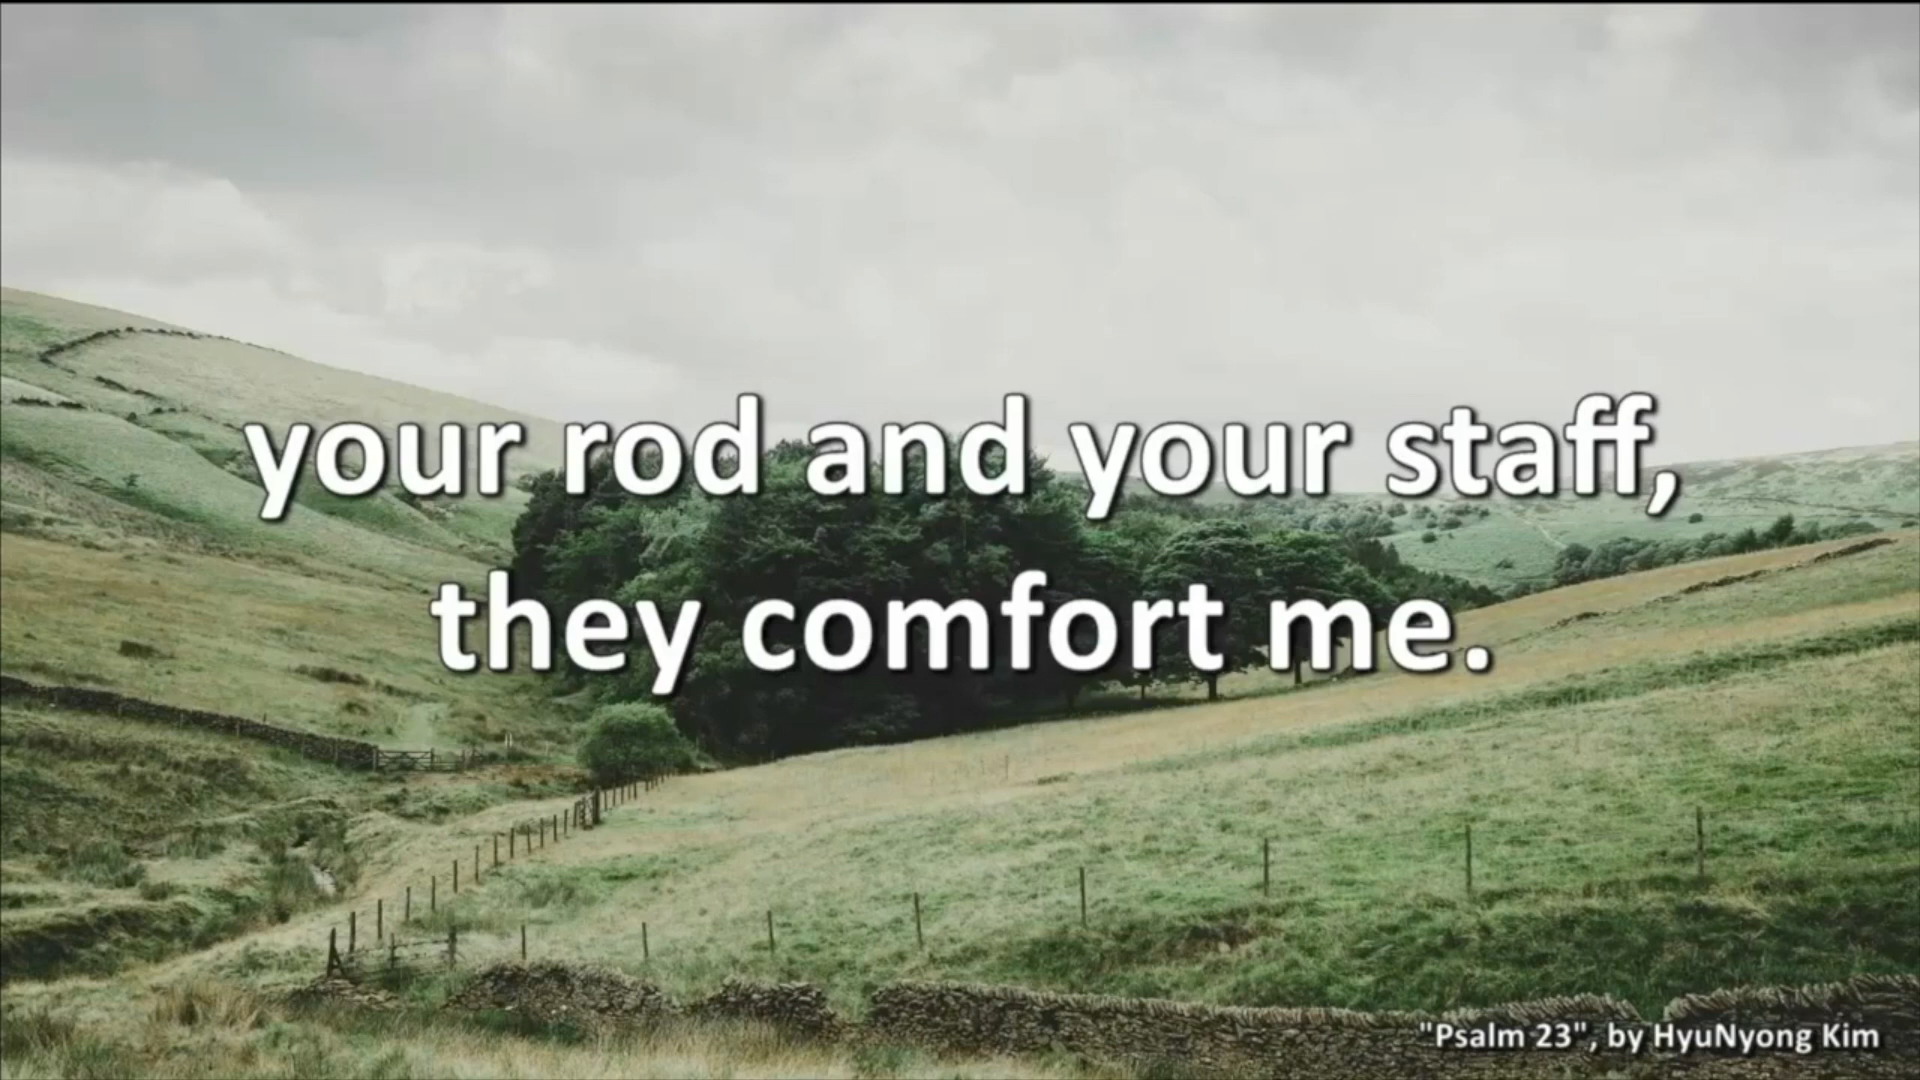 your rod and your staff,
they comfort me.
"Psalm 23", by HyuNyong Kim